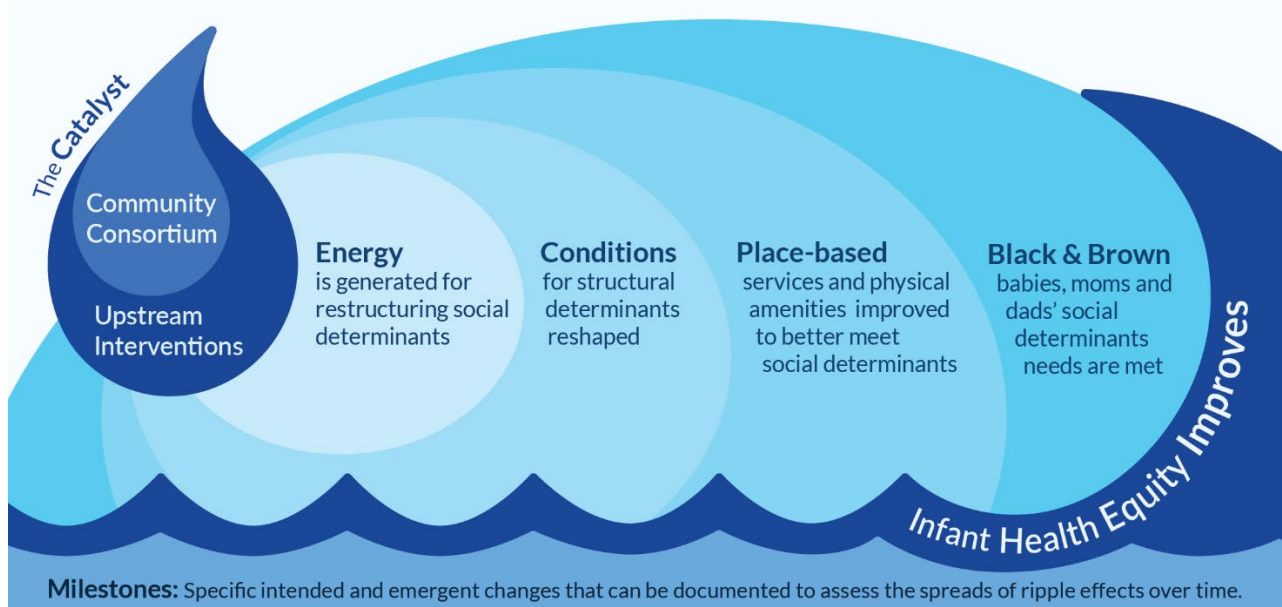 The Catalyst
Community
Consortium
Upstream
Interventions
Energy
is generated for
restructuring social
determinants
Conditions
for structural
determinants
reshaped
Place-based
services and physical
amenities improved
to better meet
social determinants
Black & Brown
babies, moms and
dads’ social
determinants
needs are met
Infant Health Equity Improves
Milestones: Specific intended and emergent changes that can be documented to assess the spreads of ripple effects over time.